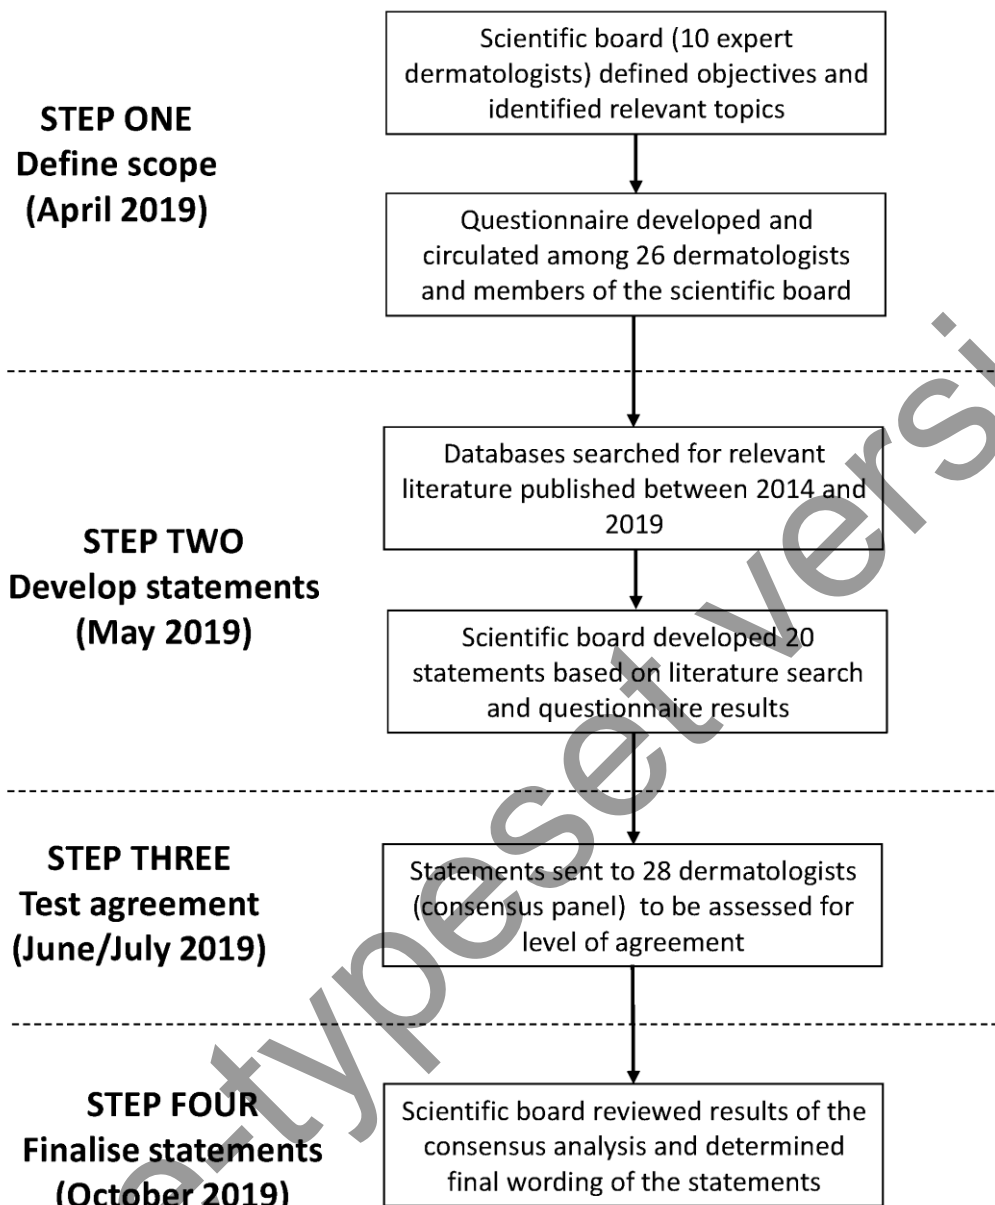 STEP ONE
Define scope
(April 2019)
Scientific board (10 expert
dermatologists) defined objectives and
identified relevant topics
Questionnaire developed and
circulated among 26 dermatologists
and members of the scientific board
STEP TWO
Develop statements
(May 2019)
Databases searched for relevant
literature published between 2014 and
2019
Scientific board developed 20
statements based on literature search
and questionnaire results
STEP THREE
Test agreement
(June/July 2019)
Statements sent to 28 dermatologists
(consensus panel) to be assessed for
level of agreement
STEP FOUR
Finalise statements
(October 2019)
Scientific board reviewed results of the
consensus analysis and determined
final wording of the statements
e-typeset versi